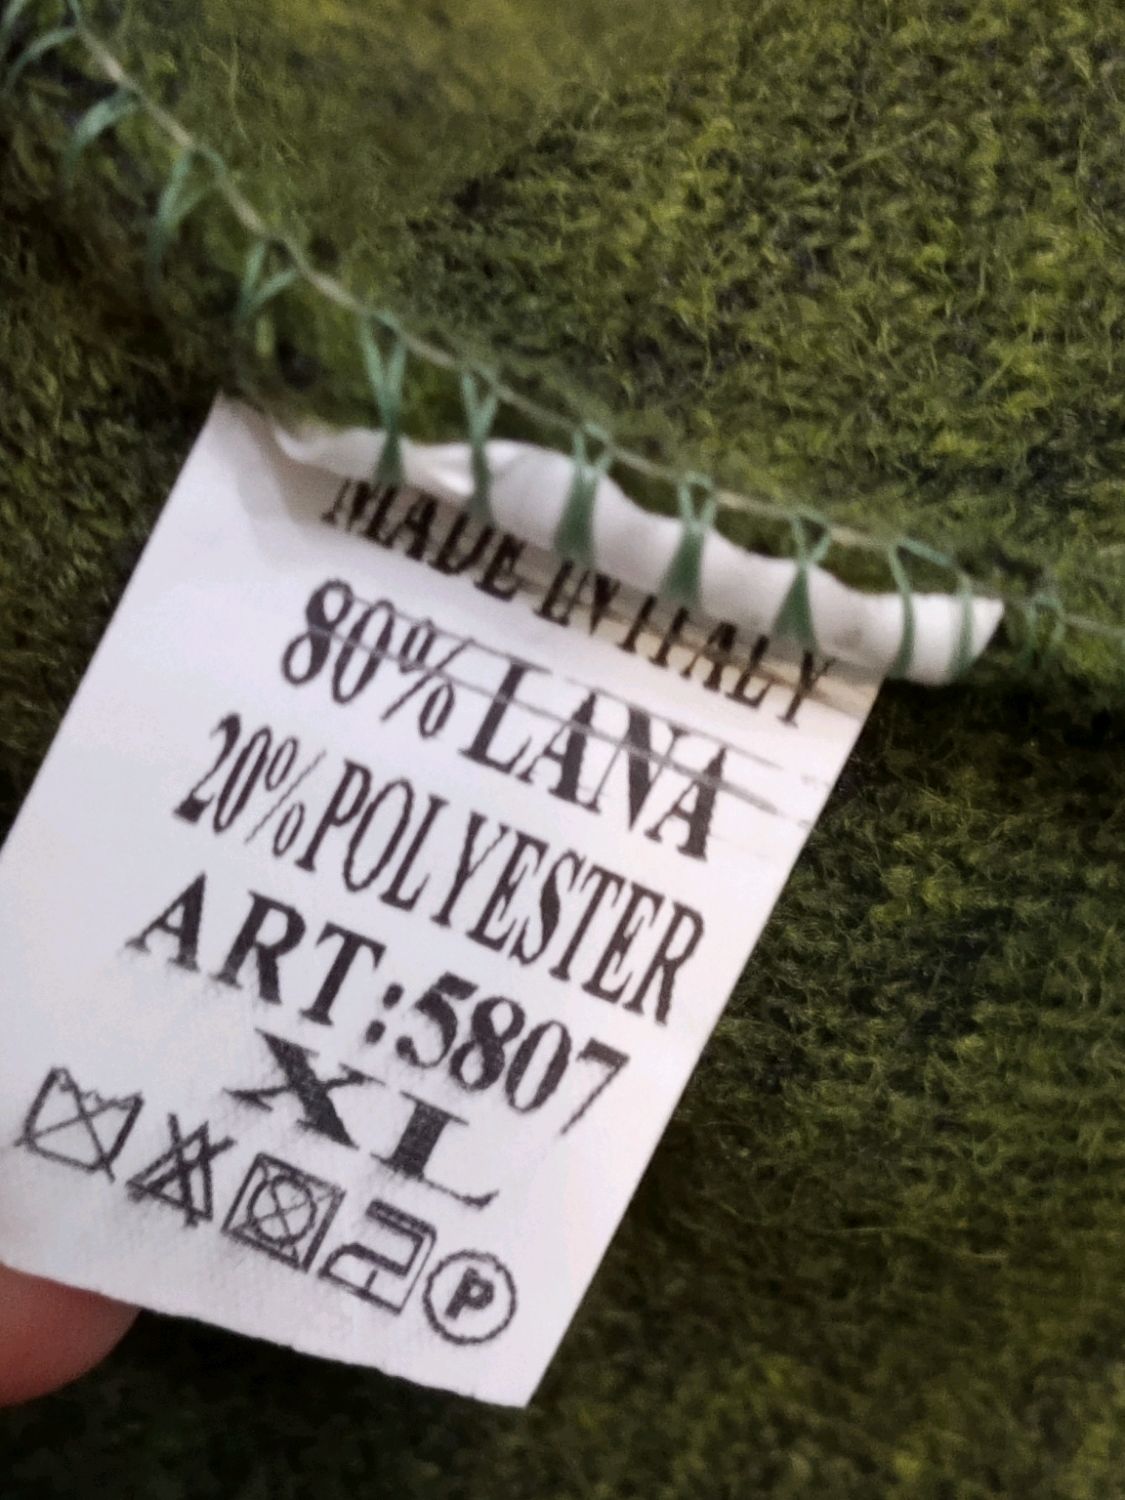 MADE IN ITALY
80% LANA
20%POLYESTER
ART:5807
XL
P